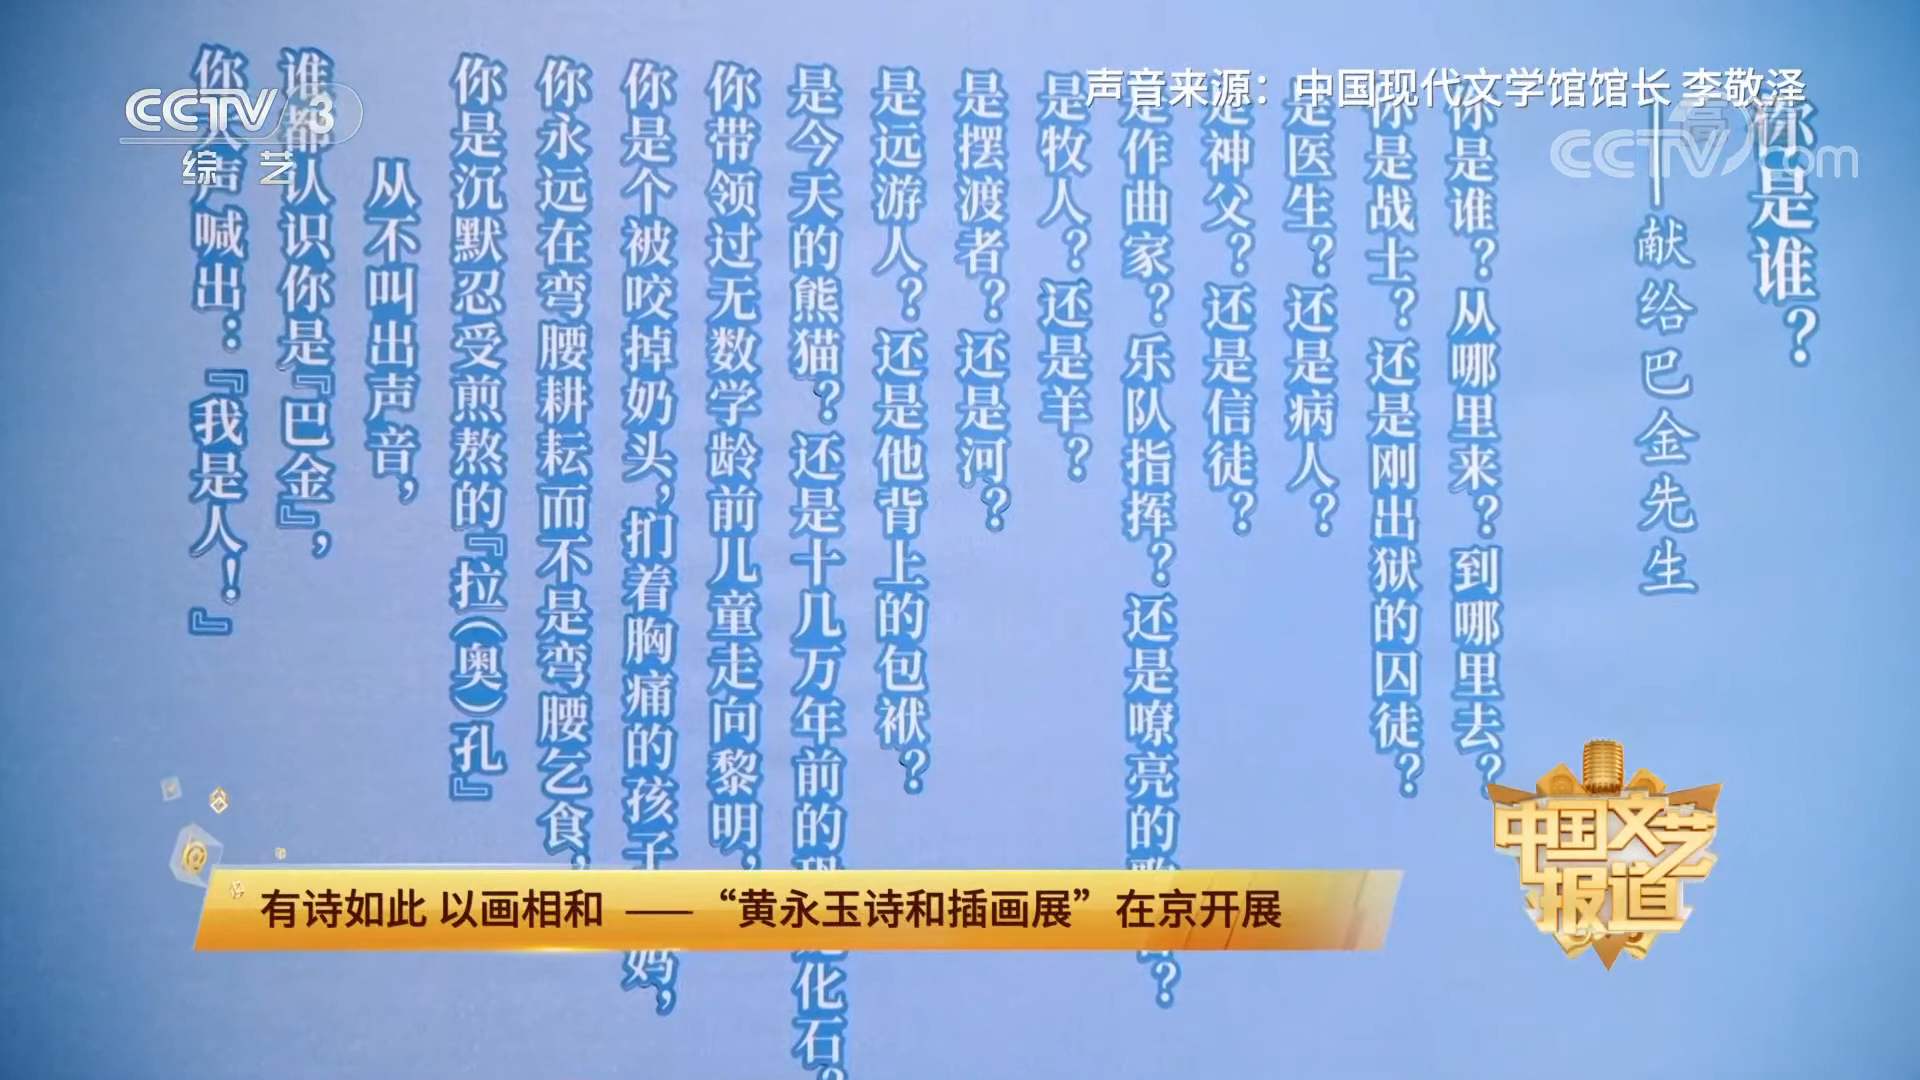 声音来源：中国现代文学馆馆长 李敬泽
CCTV 3
综艺
CCTV com
你是谁？
——献给巴金先生
你是谁？从哪里来？到哪里去？
你是战士？还是刚出狱的囚徒？
是医生？还是病人？
是神父？还是信徒？
是作曲家？乐队指挥？还是嘹亮的
是牧人？还是羊？
是摆渡者？还是河？
是远游人？还是他背上的包袱？
是今天的熊猫？还是十几万年前的 化石？
你带领过无数学龄前儿童走向黎明，
你是个被咬掉奶头，扪着胸痛的孩子 妈，
你永远在弯腰耕耘而不是弯腰乞食，
你是沉默忍受煎熬的『拉（奥）孔』
从不叫出声音，
谁都认识你是『巴金』，
你大声喊出：『我是人！』
有诗如此 以画相和 ——“黄永玉诗和插画展”在京开展
中国文艺报道